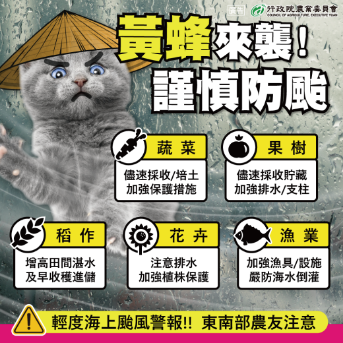 行政院農業委員會
COUNCIL OF AGRICULTURE, EXECUTIVE YUAN
黃蜂來襲!
謹慎防颱
蔬菜
儘速採收/培土
加強保護措施
果樹
儘速採收貯藏
加強排水/支柱
稻作
增高田間湛水
及早收穫進儲
花卉
注意排水
加強植株保護
漁業
加強漁具/設施
嚴防海水倒灌
輕度海上颱風警報!! 東南部農友注意